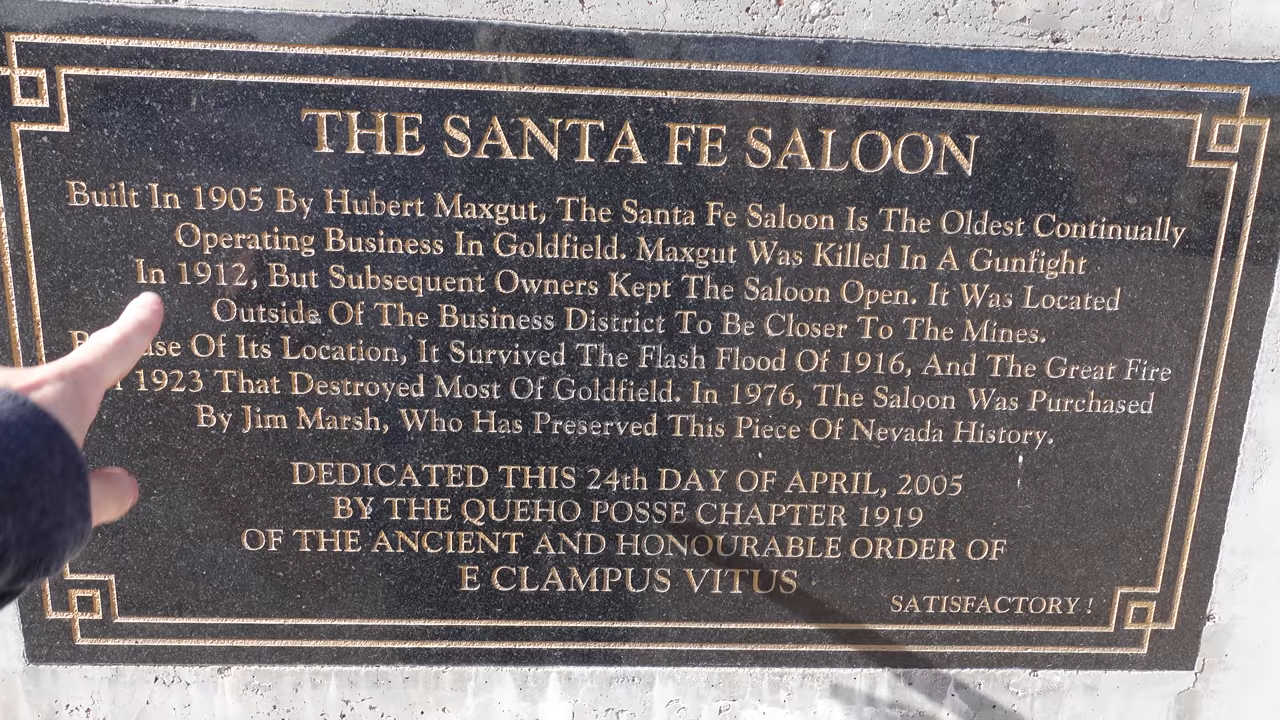 THE SANTA FE SALOON
Built In 1905 By Hubert Maxgut, The Santa Fe Saloon Is The Oldest Continually
Operating Business In Goldfield. Maxgut Was Killed In A Gunfight
In 1912, But Subsequent Owners Kept The Saloon Open. It Was Located
Outside Of The Business District To Be Closer To The Mines.
Of Its Location, It Survived The Flash Flood Of 1916, And The Great Fire
1923 That Destroyed Most Of Goldfield. In 1976, The Saloon Was Purchased
By Jim Marsh, Who Has Preserved This Piece Of Nevada History.
DEDICATED THIS 24th DAY OF APRIL, 2005
BY THE QUEHO POSSE CHAPTER 1919
OF THE ANCIENT AND HONOURABLE ORDER OF
E CLAMPUS VITUS
SATISFACTORY!